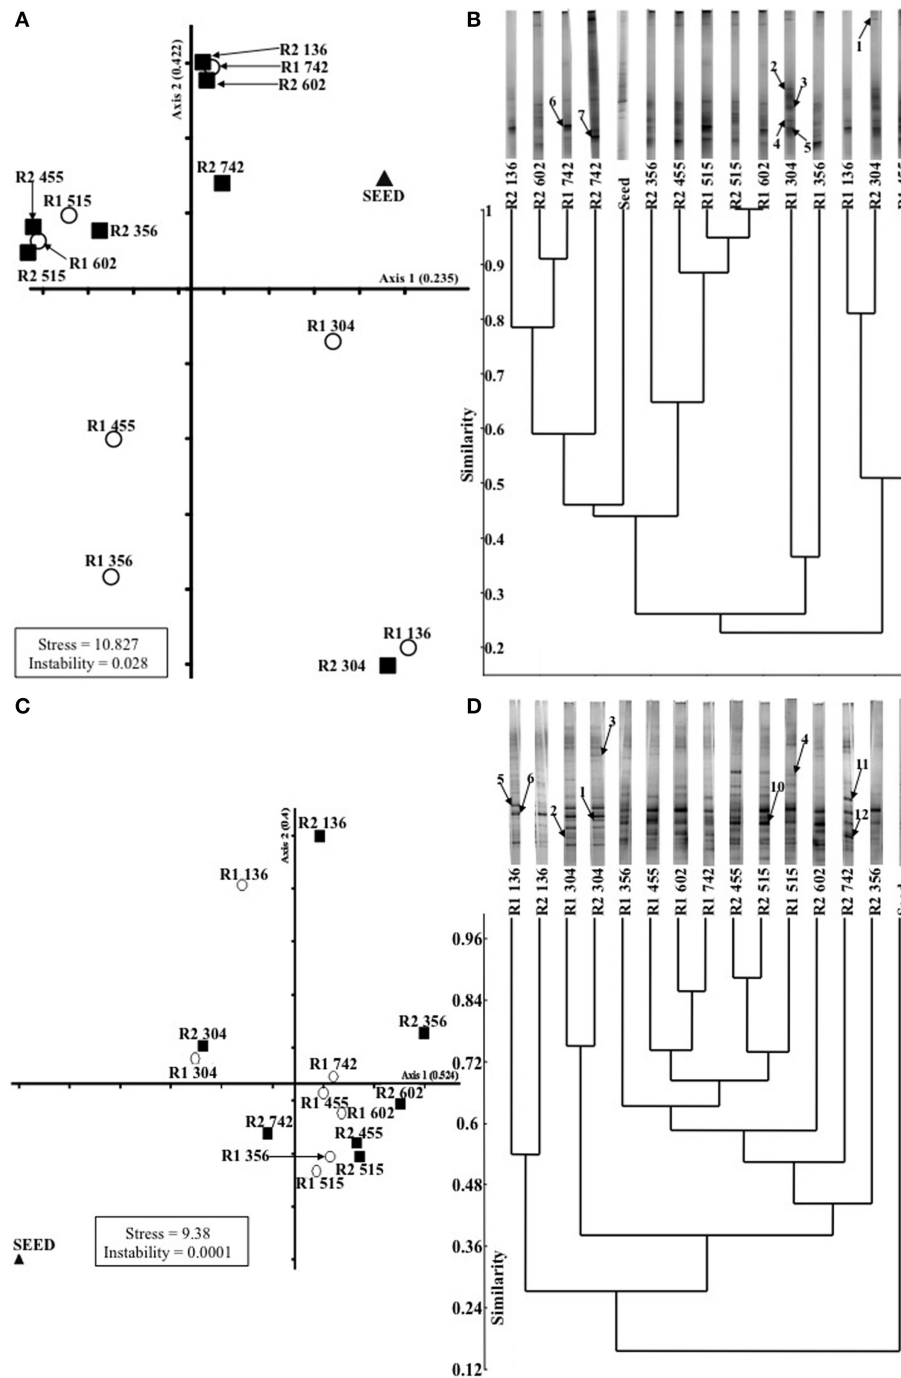 A
Axis 2 (0.422)
R2 136
R1 742
R2 602
R2 742
SEED
R2 455
R1 515
R2 356
R1 602
R2 515
Axis 1 (0.235)
R1 304
R1 455
R1 356
R1 136
R2 304
Stress = 10.827
Instability = 0.028
B
1
2
3
6
7
4
5
R2 136
R2 602
R1 742
R2 742
Seed
R2 356
R2 455
R1 515
R2 515
R1 602
R1 304
R1 356
R1 136
R2 304
Similarity
1
0.9
0.8
0.7
0.6
0.5
0.4
0.3
0.2
C
Axis 2 (0.4)
R2 136
R1 136
R2 356
R2 304
R1 304
R1 742
Axis 1 (0.524)
R2 602
R1 455
R1 602
R2 742
R2 455
R1 356
R2 515
R1 515
SEED
Stress = 9.38
Instability = 0.0001
D
3
4
5
6
11
1
10
2
12
R1 136
R2 136
R1 304
R2 304
R1 356
R1 455
R1 602
R1 742
R2 455
R2 515
R1 515
R2 602
R2 742
R2 356
Similarity
0.96
0.84
0.72
0.6
0.48
0.36
0.24
0.12